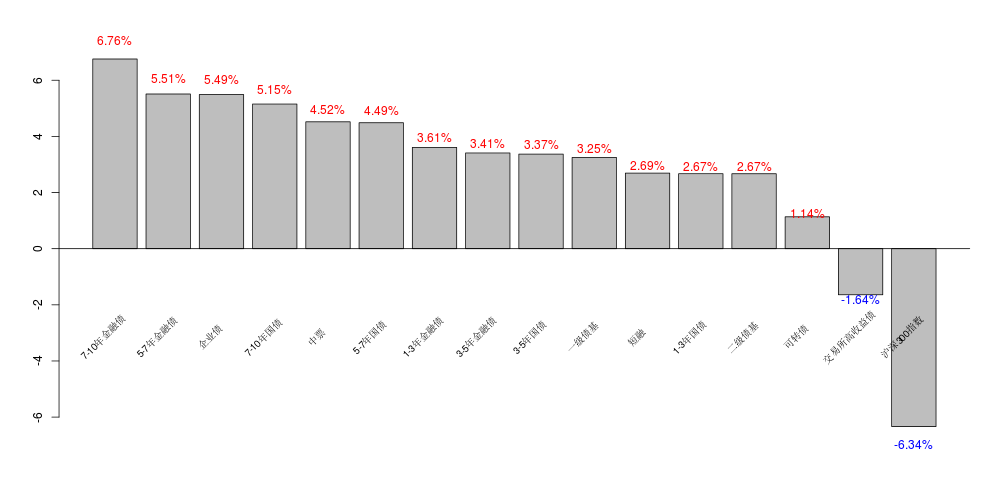 6.76%
5.51%
5.49%
5.15%
4.52%
4.49%
3.61%
3.41%
3.37%
3.25%
2.69%
2.67%
2.67%
1.14%
-1.64%
-6.34%
6
4
2
0
-2
-4
-6
7-10年金融债
5-7年金融债
企业债
7-10年国债
中票
5-7年国债
1-3年金融债
3-5年金融债
3-5年国债
一级债基
短融
1-3年国债
二级债基
可转债
交易所高收益债
沪深300指数